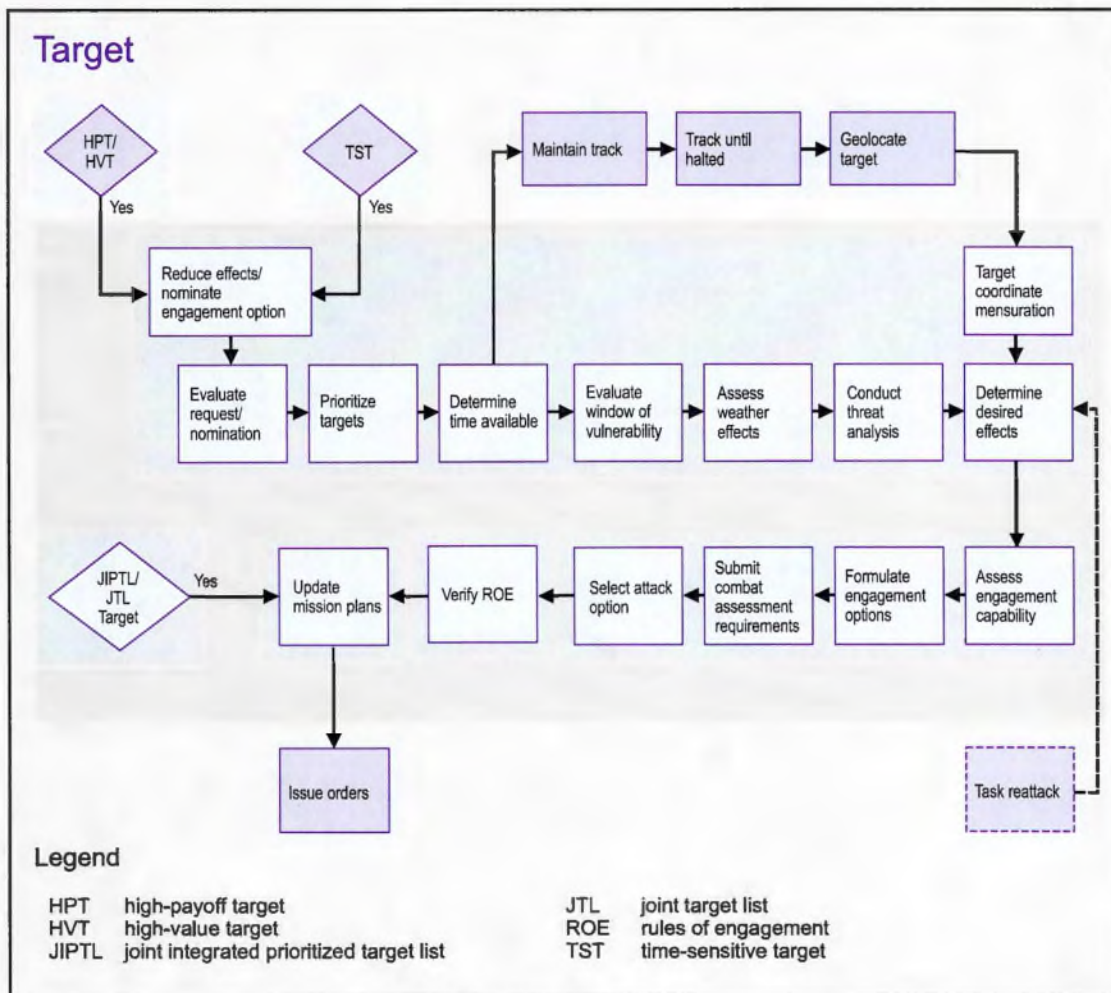 Target
HPT/
HVT
Yes
TST
Yes
Maintain track
Track until
halted
Geolocate
target
Reduce effects/
nominate
engagement option
Target
coordinate
mensuration
Evaluate
request/
nomination
Prioritize
targets
Determine
time available
Evaluate
window of
vulnerability
Assess
weather
effects
Conduct
threat
analysis
Determine
desired
effects
JIPTL/
JTL
Target
Yes
Update
mission plans
Verify ROE
Select attack
option
Submit
combat
assessment
requirements
Formulate
engagement
options
Assess
engagement
capability
Issue orders
Task reattack
Legend
HPT high-payoff target
HVT high-value target
JIPTL joint integrated prioritized target list
JTL joint target list
ROE rules of engagement
TST time-sensitive target